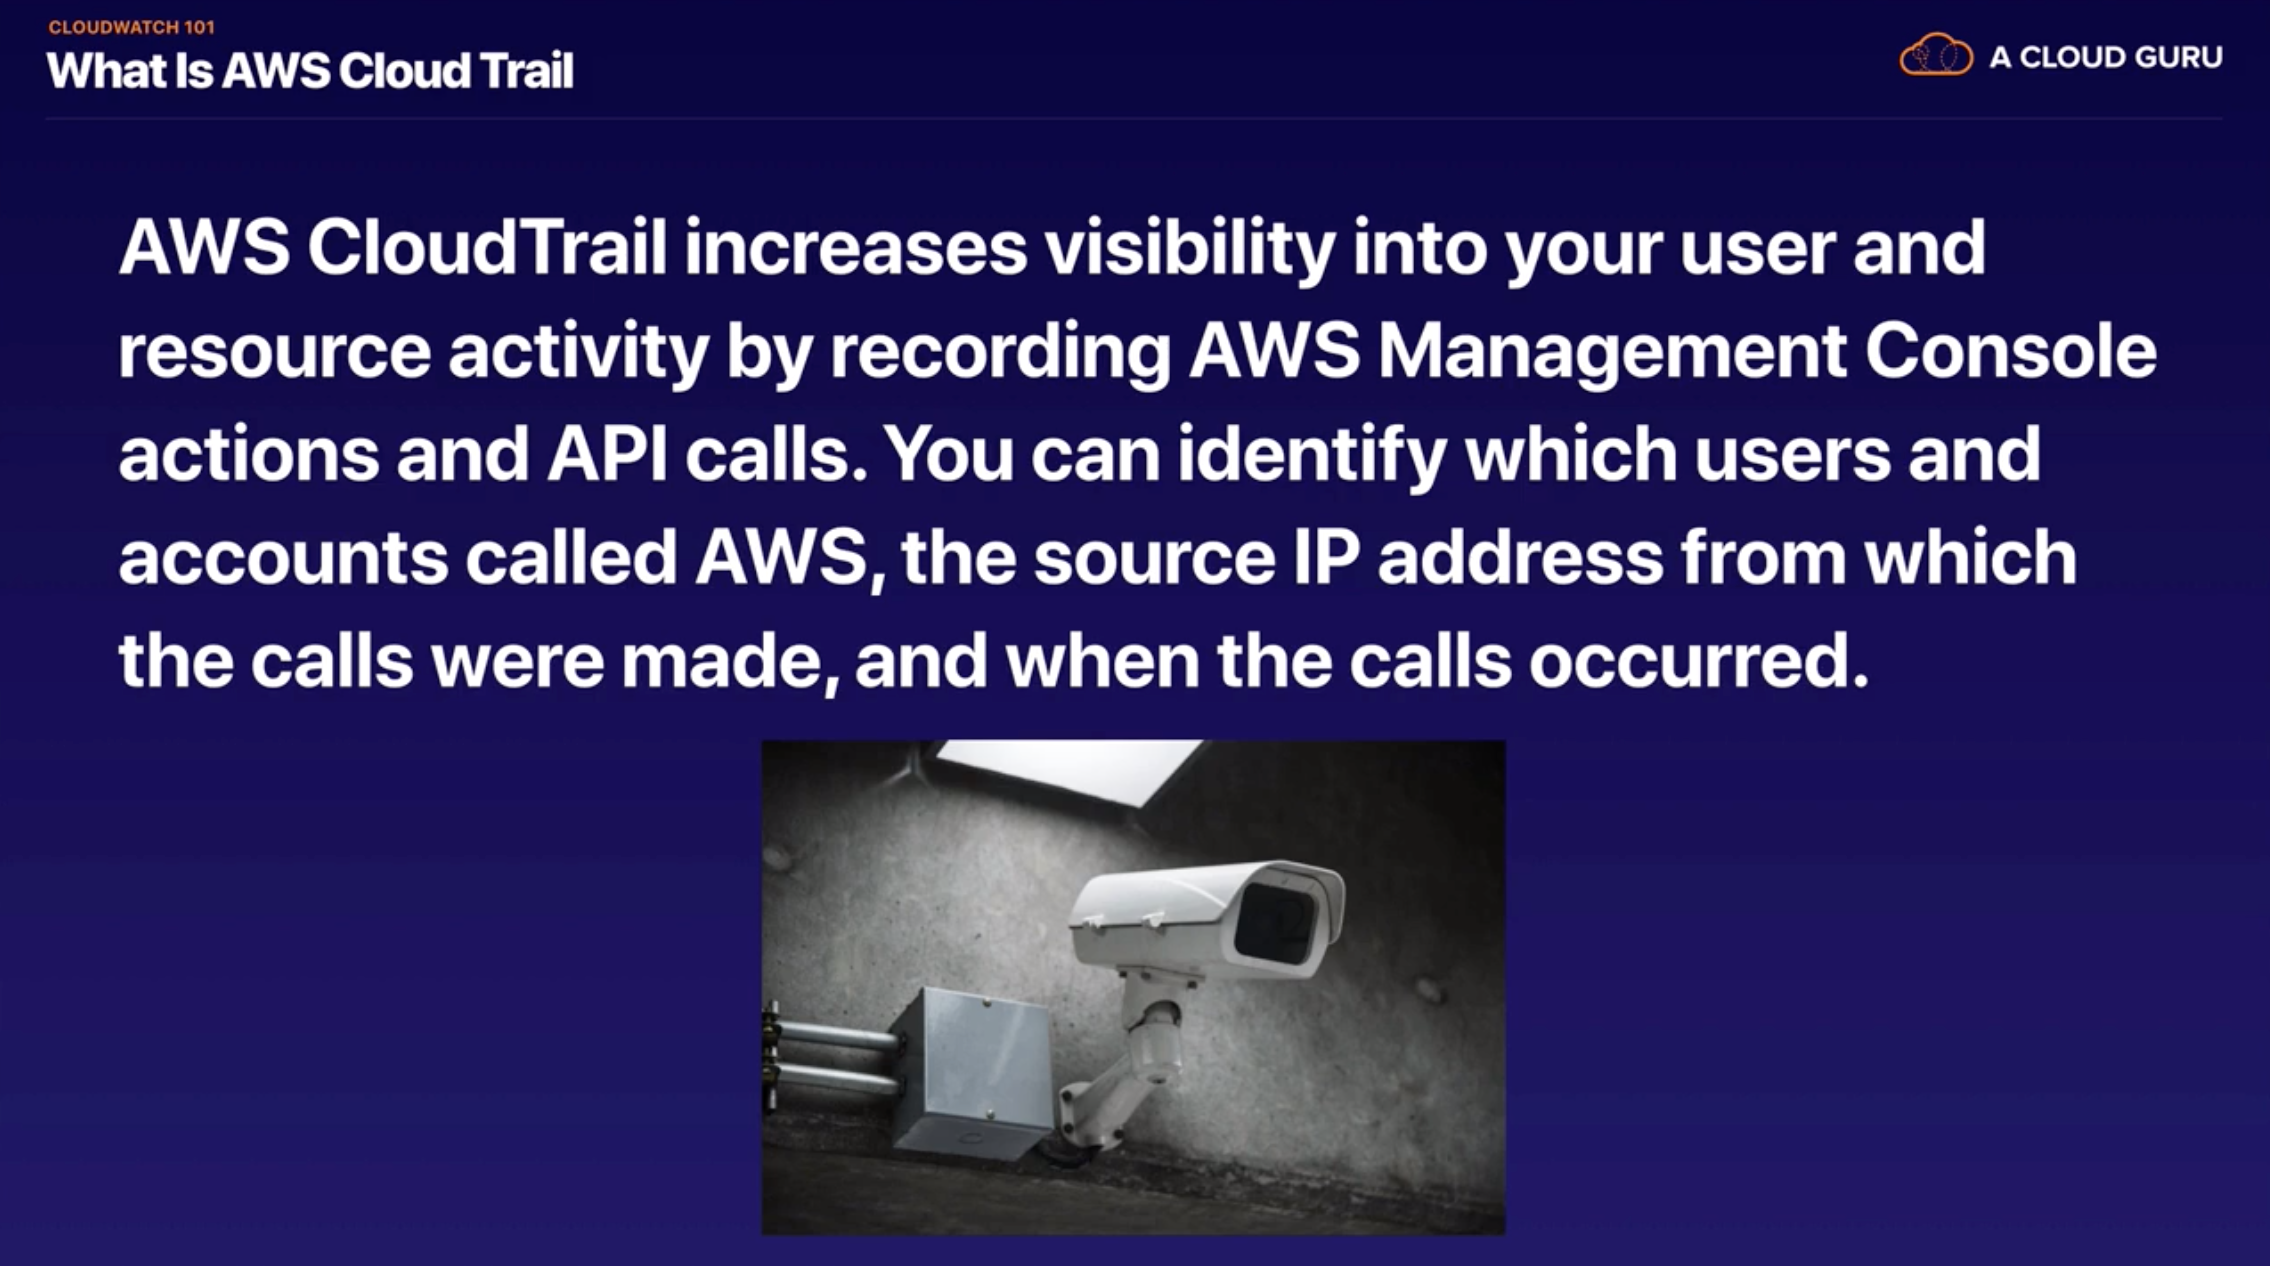 CLOUDWATCH 101
What Is AWS Cloud Trail
A CLOUD GURU
AWS CloudTrail increases visibility into your user and
resource activity by recording AWS Management Console
actions and API calls. You can identify which users and
accounts called AWS, the source IP address from which
the calls were made, and when the calls occurred.